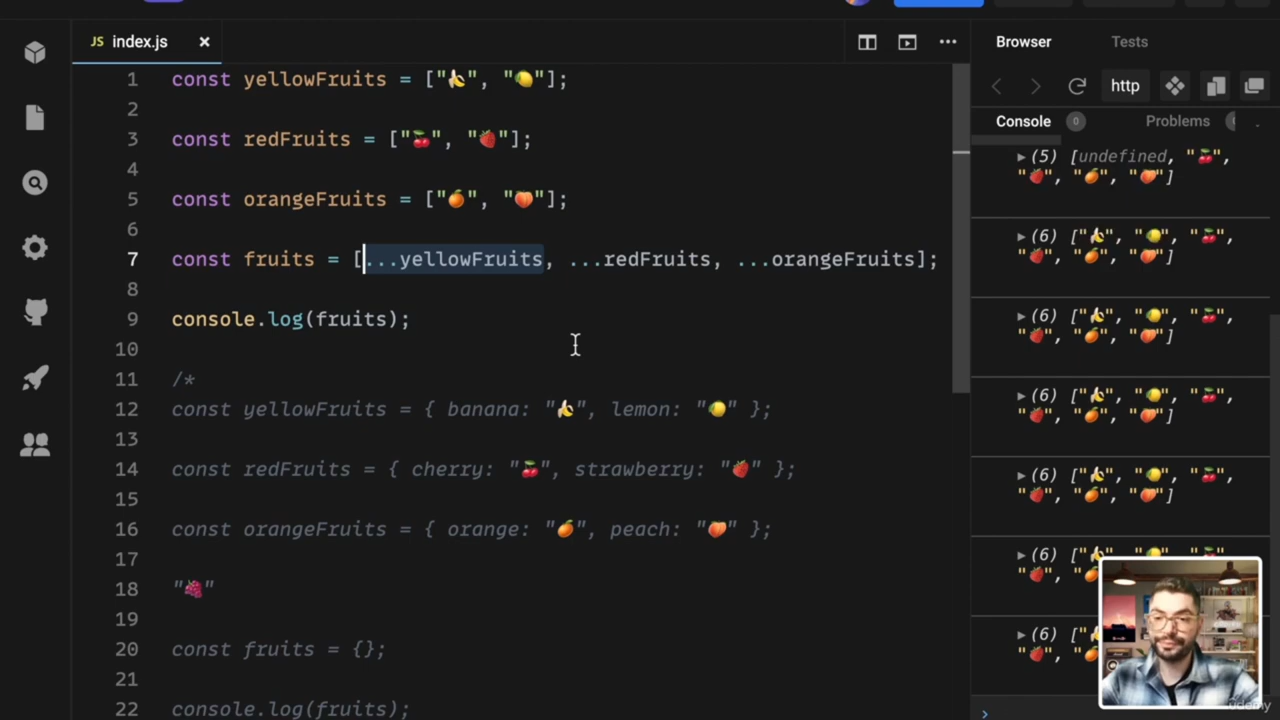 JS index.js ×
1 const yellowFruits = ["🍌", "🍋"];
2
3 const redFruits = ["🍒", "🍓"];
4
5 const orangeFruits = ["🍊", "🍑"];
6
7 const fruits = [...yellowFruits, ...redFruits, ...orangeFruits];
8
9 console.log(fruits);
10
11 /*
12 const yellowFruits = { banana: "🍌", lemon: "🍋" };
13
14 const redFruits = { cherry: "🍒", strawberry: "🍓" };
15
16 const orangeFruits = { orange: "🍊", peach: "🍑" };
17
18 "🍇"
19
20 const fruits = {};
21
22 console.log(fruits);
Browser Tests
http
Console 0 Problems
▶(5) [undefined, "🍒",
"🍓", "🍊", "🍑"]
▶(6) ["🍌", "🍋", "🍒",
"🍓", "🍊", "🍑"]
▶(6) ["🍌", "🍋", "🍒",
"🍓", "🍊", "🍑"]
▶(6) ["🍌", "🍋", "🍒",
"🍓", "🍊", "🍑"]
▶(6) ["🍌", "🍋", "🍒",
"🍓", "🍊", "🍑"]
▶(6) ["🍌", "🍋", "🍒",
"🍓", "🍊
▶(6) ["🍌
"🍓", "🍊
›
udemy